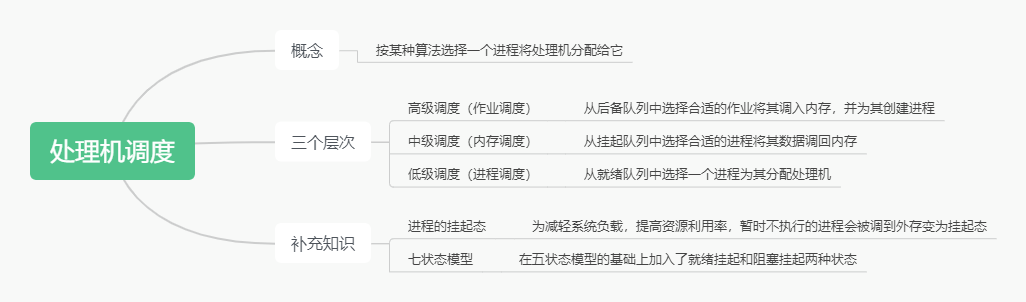 处理机调度
概念
按某种算法选择一个进程将处理机分配给它
三个层次
高级调度（作业调度） 从后备队列中选择合适的作业将其调入内存，并为其创建进程
中级调度（内存调度） 从挂起队列中选择合适的进程将其数据调回内存
低级调度（进程调度） 从就绪队列中选择一个进程为其分配处理机
补充知识
进程的挂起态 为减轻系统负载，提高资源利用率，暂时不执行的进程会被调到外存变为挂起态
七状态模型 在五状态模型的基础上加入了就绪挂起和阻塞挂起两种状态